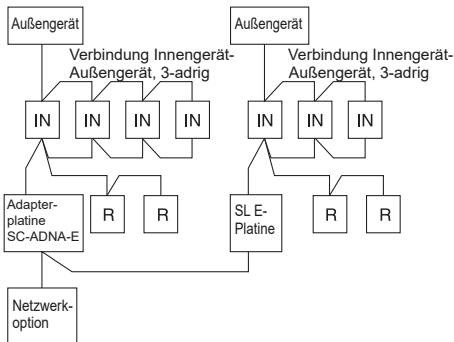 Außengerät
Außengerät
Verbindung Innengerät-
Außengerät, 3-adrig
Verbindung Innengerät-
Außengerät, 3-adrig
IN
IN
IN
IN
IN
IN
IN
Adapter-
platine
SC-ADNA-E
R
R
SL E-
Platine
R
R
Netzwerk-
option